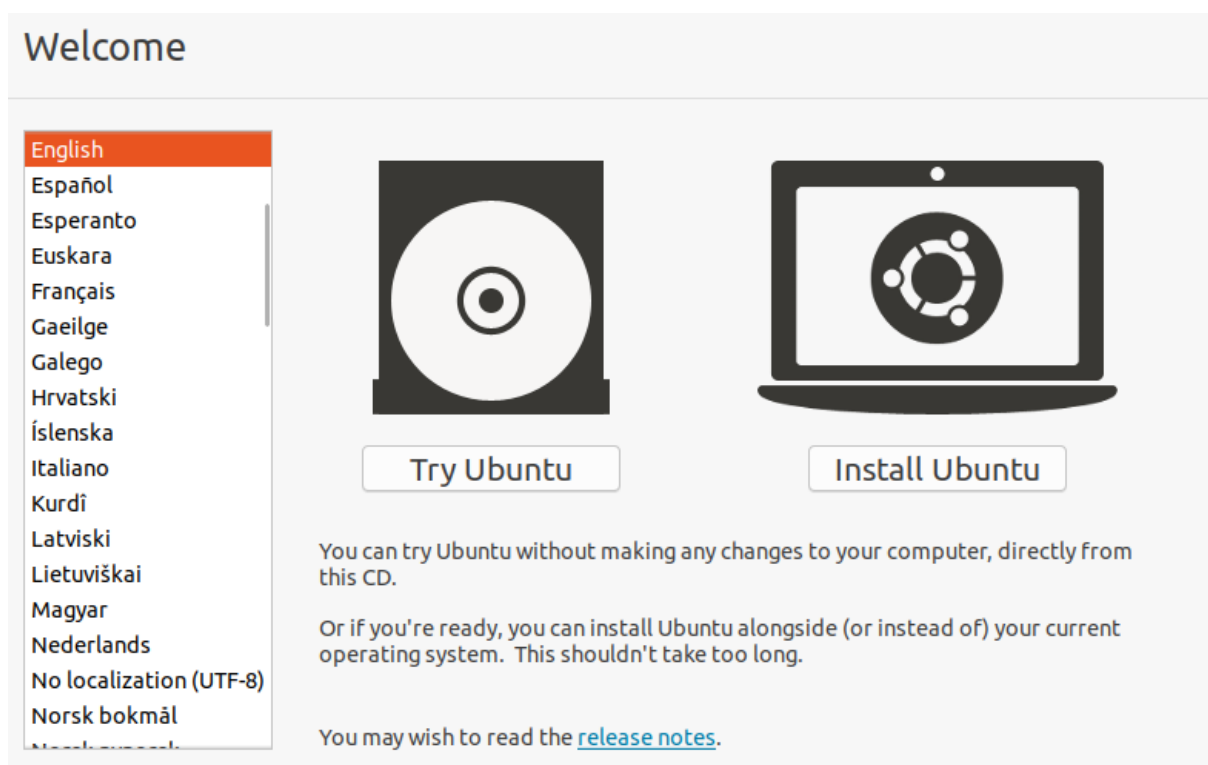 Welcome
English
Español
Esperanto
Euskara
Français
Gaeilge
Galego
Hrvatski
Íslenska
Italiano
Kurdî
Latviski
Lietuviškai
Magyar
Nederlands
No localization (UTF-8)
Norsk bokmål
Try Ubuntu
Install Ubuntu
You can try Ubuntu without making any changes to your computer, directly from
this CD.
Or if you're ready, you can install Ubuntu alongside (or instead of) your current
operating system.  This shouldn't take too long.
You may wish to read the release notes.